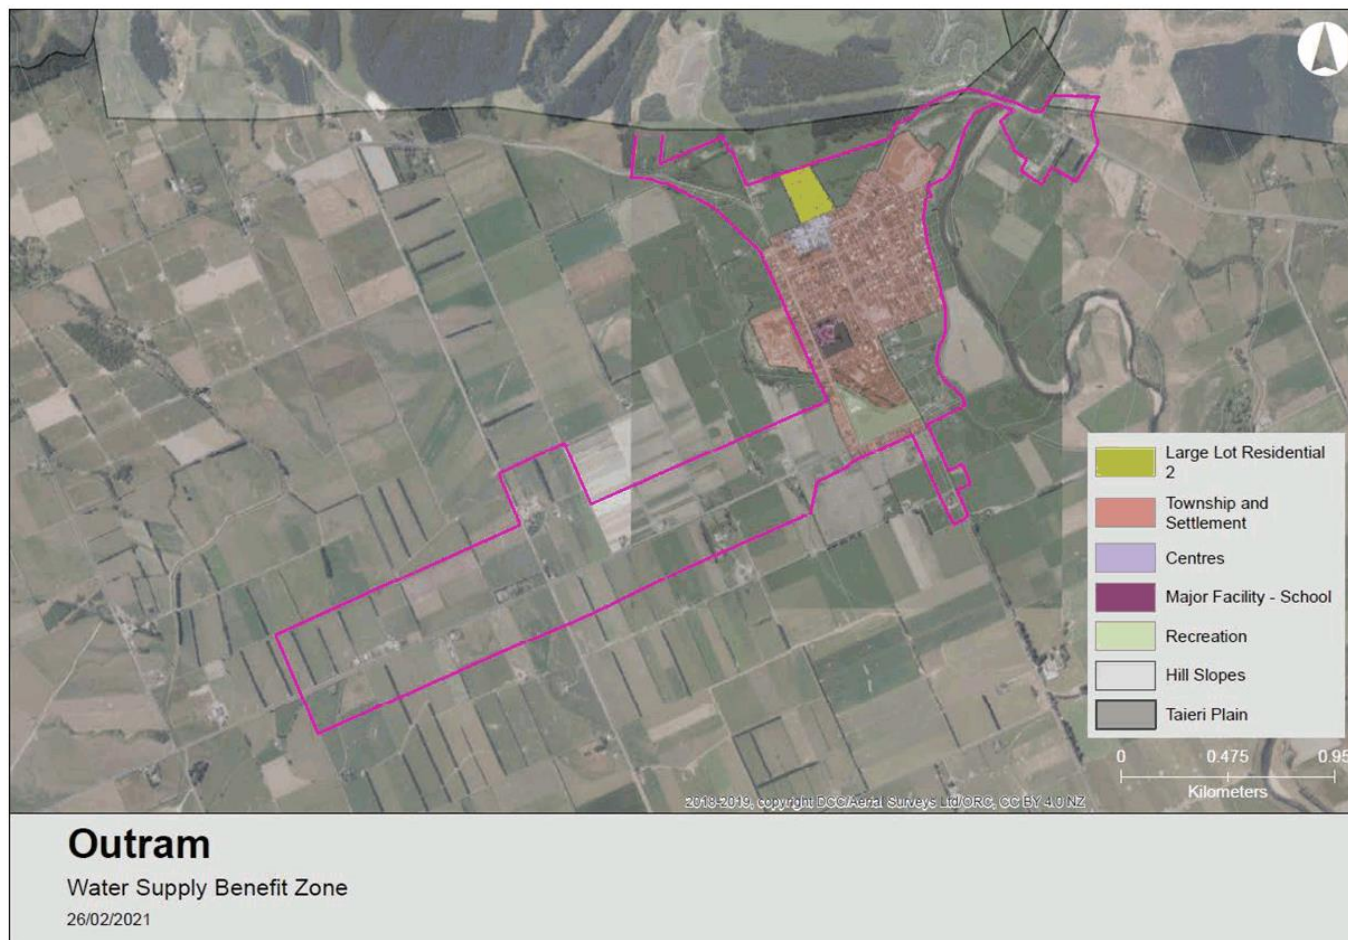 Large Lot Residential
2
Township and
Settlement
Centres
Major Facility - School
Recreation
Hill Slopes
Taieri Plain
0 0.475 0.95
Kilometers
2018-2019, copyright DCC/Aerial Surveys Ltd/ORC, CC BY 4.0 NZ
Outram
Water Supply Benefit Zone
26/02/2021